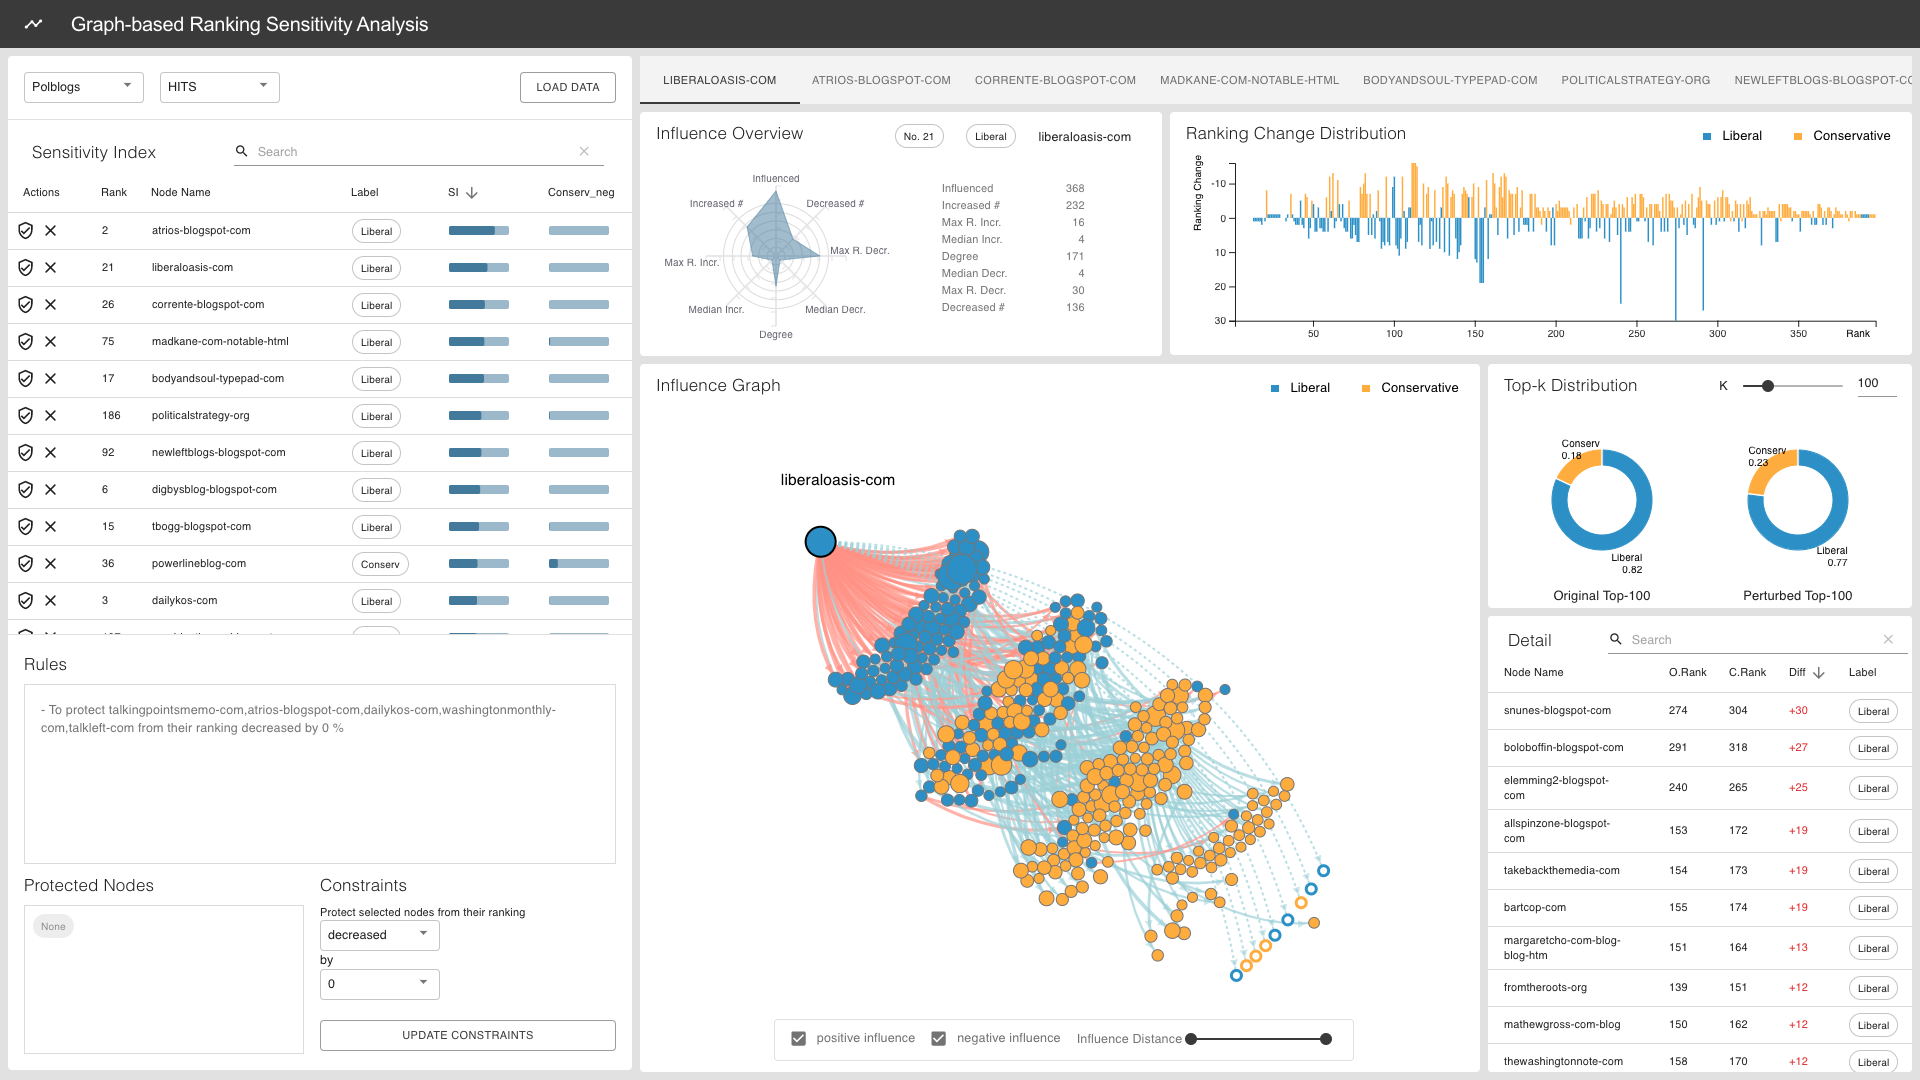 Graph-based Ranking Sensitivity Analysis
Polblogs
HITS
LOAD DATA
Sensitivity Index
Search
Actions Rank Node Name Label SI Conserv_neg
2 atrios-blogspot-com Liberal
21 liberaloasis-com Liberal
26 corrente-blogspot-com Liberal
75 madkane-com-notable-html Liberal
17 bodyandsoul-typepad-com Liberal
186 politicalstrategy-org Liberal
92 newleftblogs-blogspot-com Liberal
6 digbysblog-blogspot-com Liberal
15 tbogg-blogspot-com Liberal
36 powerlineblog-com Conserv
3 dailykos-com Liberal
Rules
- To protect talkingpointsmemo-com,atrios-blogspot-com,dailykos-com,washingtonmonthly-
com,talkleft-com from their ranking decreased by 0 %
Protected Nodes
None
Constraints
Protect selected nodes from their ranking
decreased
by
0
UPDATE CONSTRAINTS
LIBERALOASIS-COM ATRIOS-BLOGSPOT-COM CORRENTE-BLOGSPOT-COM MADKANE-COM-NOTABLE-HTML BODYANDSOUL-TYPEPAD-COM POLITICALSTRATEGY-ORG NEWLEFTBLOGS-BLOGSPOT-CO
Influence Overview
No. 21
Liberal
liberaloasis-com
Influenced
Decreased #
Max R. Decr.
Median Decr.
Degree
Median Incr.
Max R. Incr.
Increased #
Influenced 368
Increased # 232
Max R. Incr. 16
Median Incr. 4
Degree 171
Median Decr. 4
Max R. Decr. 30
Decreased # 136
Ranking Change Distribution
Liberal
Conservative
Ranking Change
-10
0
10
20
30
50 100 150 200 250 300 350 Rank
Influence Graph
Liberal
Conservative
liberaloasis-com
positive influence
negative influence
Influence Distance
Top-k Distribution
K
100
Conserv
0.18
Liberal
0.82
Original Top-100
Conserv
0.23
Liberal
0.77
Perturbed Top-100
Detail
Search
Node Name O.Rank C.Rank Diff Label
snunes-blogspot-com 274 304 +30 Liberal
boloboffin-blogspot-com 291 318 +27 Liberal
elemming2-blogspot-
com 240 265 +25 Liberal
allspinzone-blogspot-
com 153 172 +19 Liberal
takebackthemedia-com 154 173 +19 Liberal
bartcop-com 155 174 +19 Liberal
margaretcho-com-blog-
blog-htm 151 164 +13 Liberal
fromtheroots-org 139 151 +12 Liberal
mathewgross-com-blog 150 162 +12 Liberal
thewashingtonnote-com 158 170 +12 Liberal